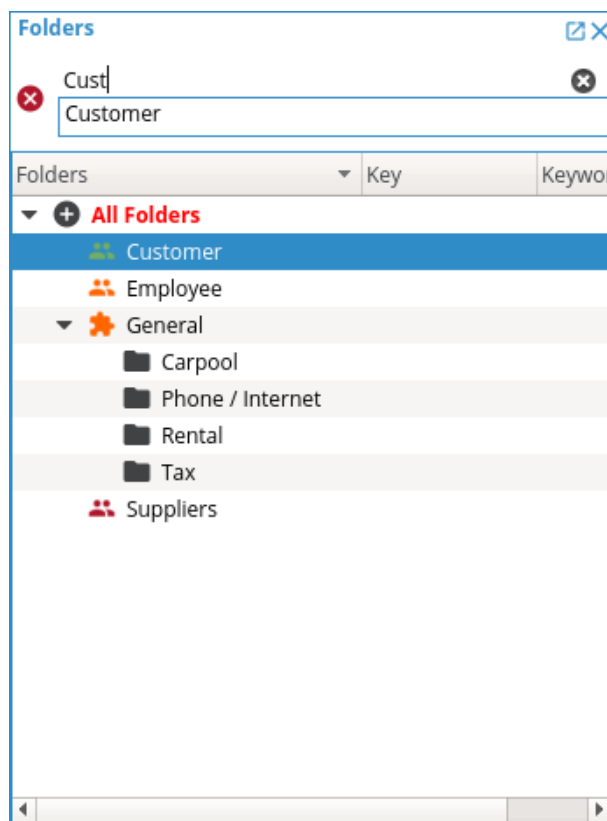 Folders
Cust
Customer
Folders Key Keywor
All Folders
Customer
Employee
General
Carpool
Phone / Internet
Rental
Tax
Suppliers